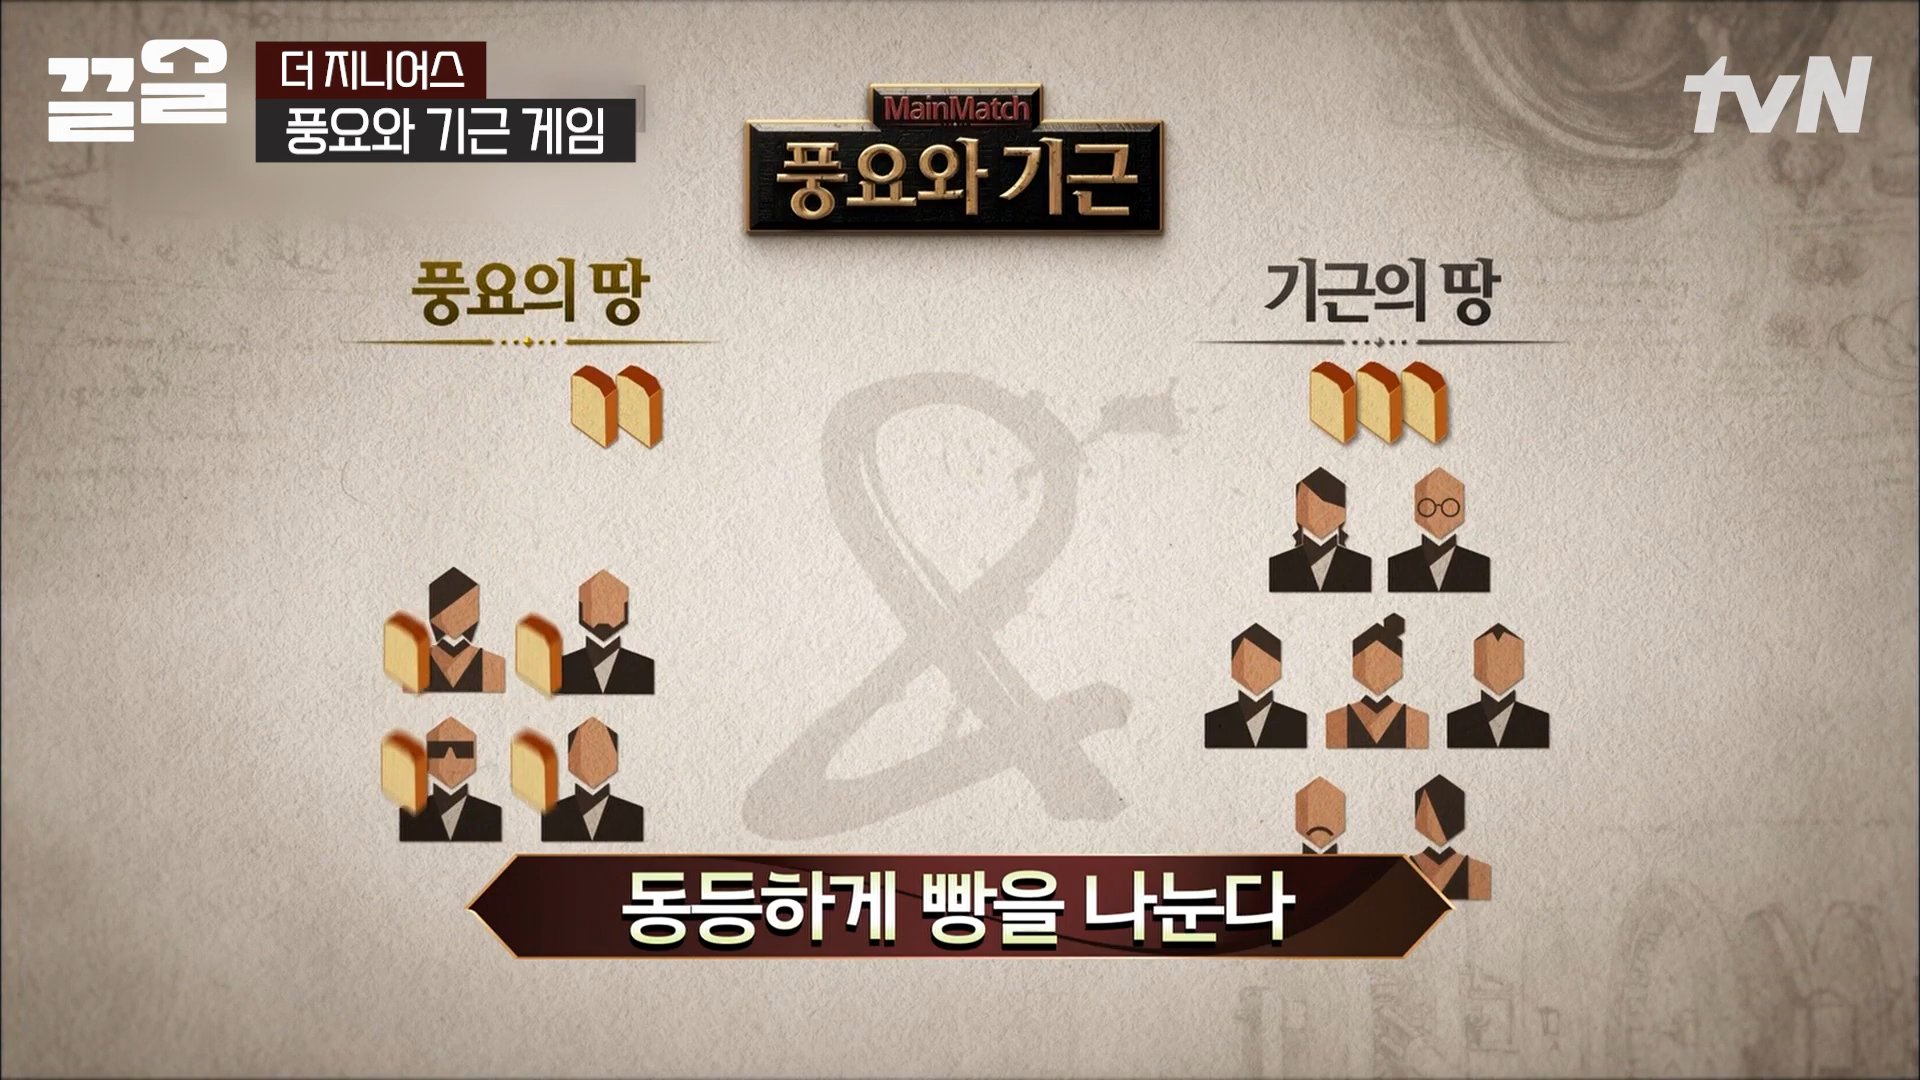 끌올
더 지니어스
풍요와 기근 게임
tvN
MainMatch
풍요와 기근
풍요의 땅
기근의 땅
동등하게 빵을 나눈다